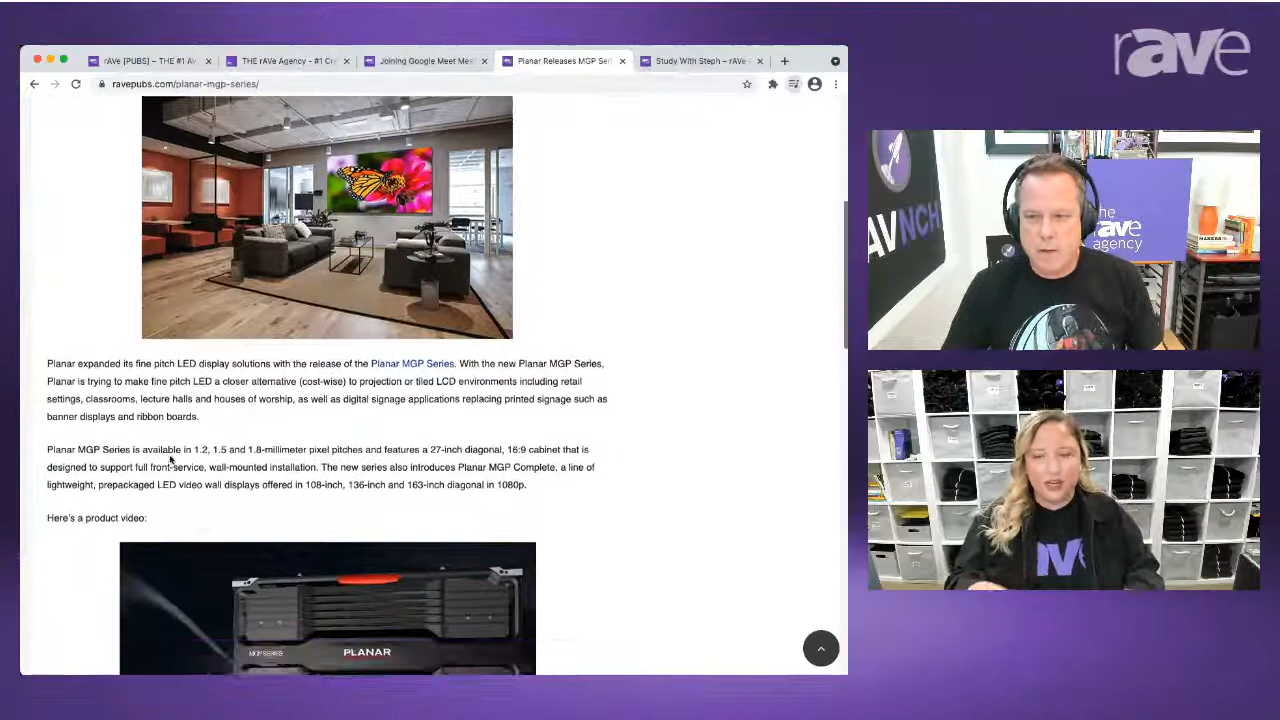 rAVe
rAVe [PUBS] – THE #1 Av
THE rAVe Agency - #1 Cre
Joining Google Meet Meet
Planar Releases MGP Seri
Study With Steph – rAVe
ravepubs.com/planar-mgp-series/
Planar expanded its fine pitch LED display solutions with the release of the Planar MGP Series. With the new Planar MGP Series,
Planar is trying to make fine pitch LED a closer alternative (cost-wise) to projection or tiled LCD environments including retail
settings, classrooms, lecture halls and houses of worship, as well as digital signage applications replacing printed signage such as
banner displays and ribbon boards.
Planar MGP Series is available in 1.2, 1.5 and 1.8-millimeter pixel pitches and features a 27-inch diagonal, 16:9 cabinet that is
designed to support full front-service, wall-mounted installation. The new series also introduces Planar MGP Complete, a line of
lightweight, prepackaged LED video wall displays offered in 108-inch, 136-inch and 163-inch diagonal in 1080p.
Here's a product video:
MGP SERIES
PLANAR
AVNCH
the
rave
agency